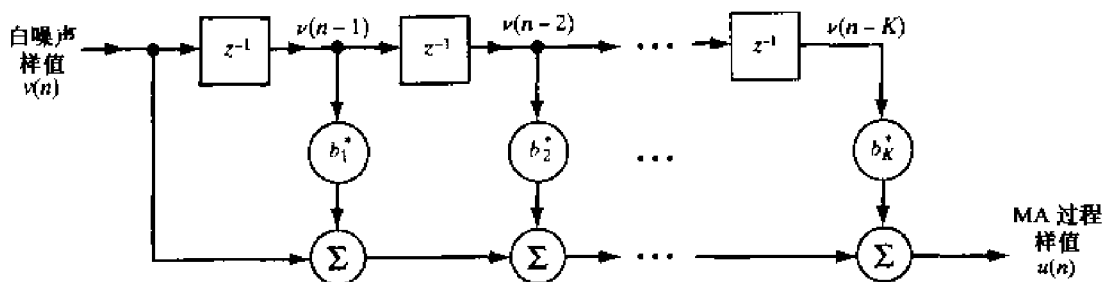 白噪声
样值
ν(n)
z⁻¹
ν(n−1)
z⁻¹
ν(n−2)
···
z⁻¹
ν(n−K)
b₁*
b₂*
···
b_K*
Σ
Σ
···
Σ
MA 过程
样值
u(n)